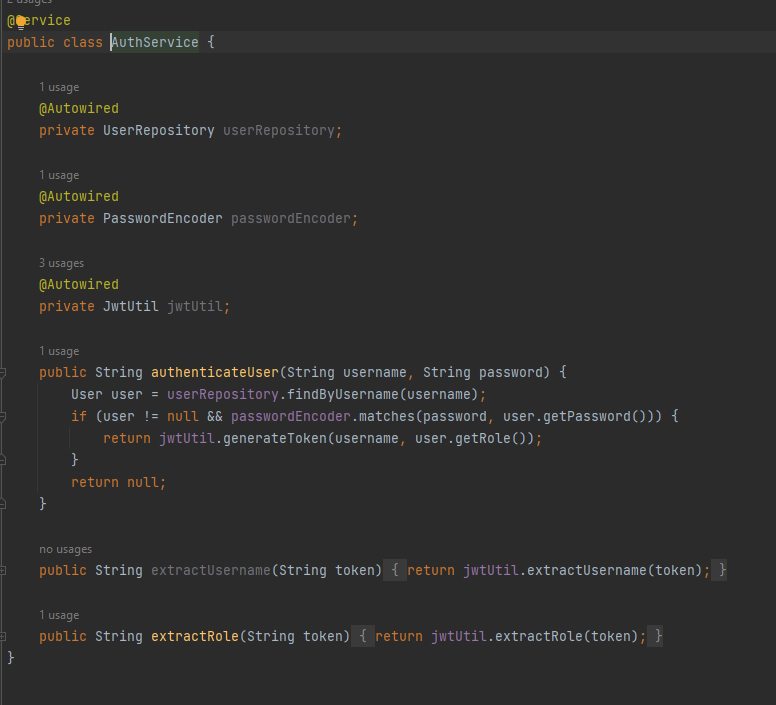 2 usages
@Service
public class AuthService {
1 usage
@Autowired
private UserRepository userRepository;
1 usage
@Autowired
private PasswordEncoder passwordEncoder;
3 usages
@Autowired
private JwtUtil jwtUtil;
1 usage
public String authenticateUser(String username, String password) {
User user = userRepository.findByUsername(username);
if (user != null && passwordEncoder.matches(password, user.getPassword())) {
return jwtUtil.generateToken(username, user.getRole());
}
return null;
}
no usages
public String extractUsername(String token) { return jwtUtil.extractUsername(token); }
1 usage
public String extractRole(String token) { return jwtUtil.extractRole(token); }
}